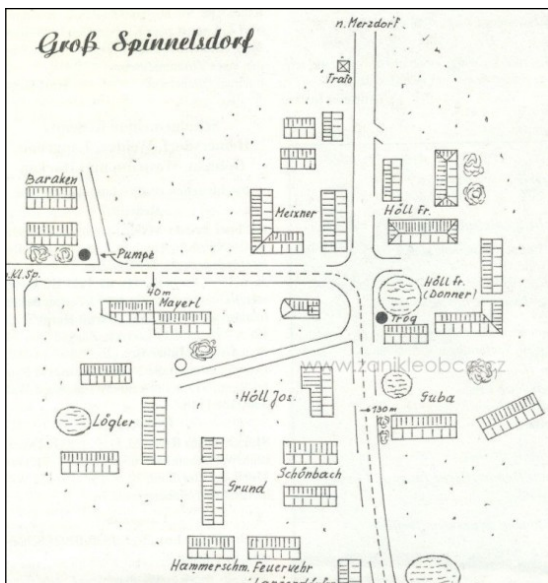 n. Merzdorf
Groß Spinnelsdorf
Trafo
Baraken
Meixner
Höll Fr.
Pumpe
n. Kl. Sp.
40 m
Mayerl
Höll Fr.
(Donner)
Trog
www.zanikleobce.cz
Höll Jos.
130 m
Guba
Lögler
Schönbach
Grund
Hammerschm. Feuerwehr